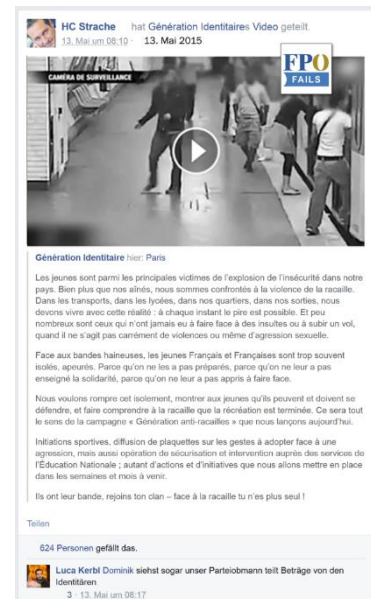 HC Strache hat Génération Identitaires Video geteilt
13. Mai um 08:10 · 13. Mai 2015
FPÖ
FAILS
CAMÉRA DE SURVEILLANCE
Génération Identitaire hier: Paris
Les jeunes sont parmi les principales victimes de l'explosion de l'insécurité dans notre
pays. Bien plus que nos aînés, nous sommes confrontés à la violence de la racaille.
Dans les transports, dans les lycées, dans nos quartiers, dans nos sorties, nous
devons vivre avec cette réalité : à chaque instant le pire est possible. Et peu
nombreux sont ceux qui n'ont jamais eu à faire face à des insultes ou à subir un vol,
quand il ne s'agit pas carrément de violences ou même d'agression sexuelle.
Face aux bandes haineuses, les jeunes Français et Françaises sont trop souvent
isolés, apeurés. Parce qu'on ne les a pas préparés, parce qu'on ne leur a pas
enseigné la solidarité, parce qu'on ne leur a pas appris à faire face.
Nous voulons rompre cet isolement, montrer aux jeunes qu'ils peuvent et doivent se
défendre, et faire comprendre à la racaille que la récréation est terminée. Ce sera tout
le sens de la campagne « Génération anti-racailles » que nous lançons aujourd'hui.
Initiations sportives, diffusion de plaquettes sur les gestes à adopter face à une
agression, mais aussi opération de sécurisation et intervention auprès des services de
l'Éducation Nationale ; autant d'actions et d'initiatives que nous allons mettre en place
dans les semaines et mois à venir.
Ils ont leur bande, rejoins ton clan – face à la racaille tu n'es plus seul !
Teilen
624 Personen gefällt das.
Luca Kerbl Dominik siehst sogar unser Parteiobmann teilt Beträge von den
Identitären
3 · 13. Mai um 08:17